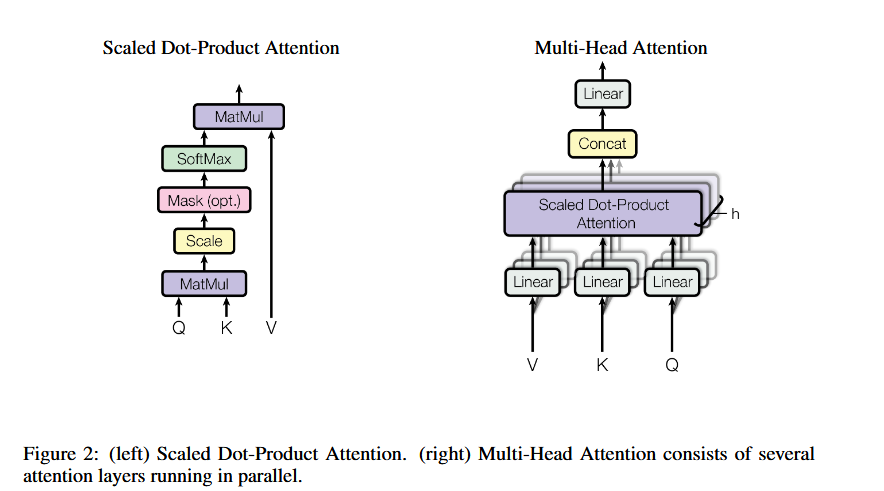 Scaled Dot-Product Attention
MatMul
SoftMax
Mask (opt.)
Scale
MatMul
Q K V
Multi-Head Attention
Linear
Concat
Scaled Dot-Product
Attention
h
Linear Linear Linear
V K Q
Figure 2: (left) Scaled Dot-Product Attention. (right) Multi-Head Attention consists of several
attention layers running in parallel.